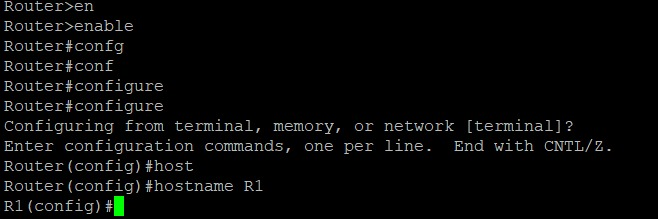 Router>en
Router>enable
Router#confg
Router#conf
Router#configure
Router#configure
Configuring from terminal, memory, or network [terminal]?
Enter configuration commands, one per line.  End with CNTL/Z.
Router(config)#host
Router(config)#hostname R1
R1(config)#